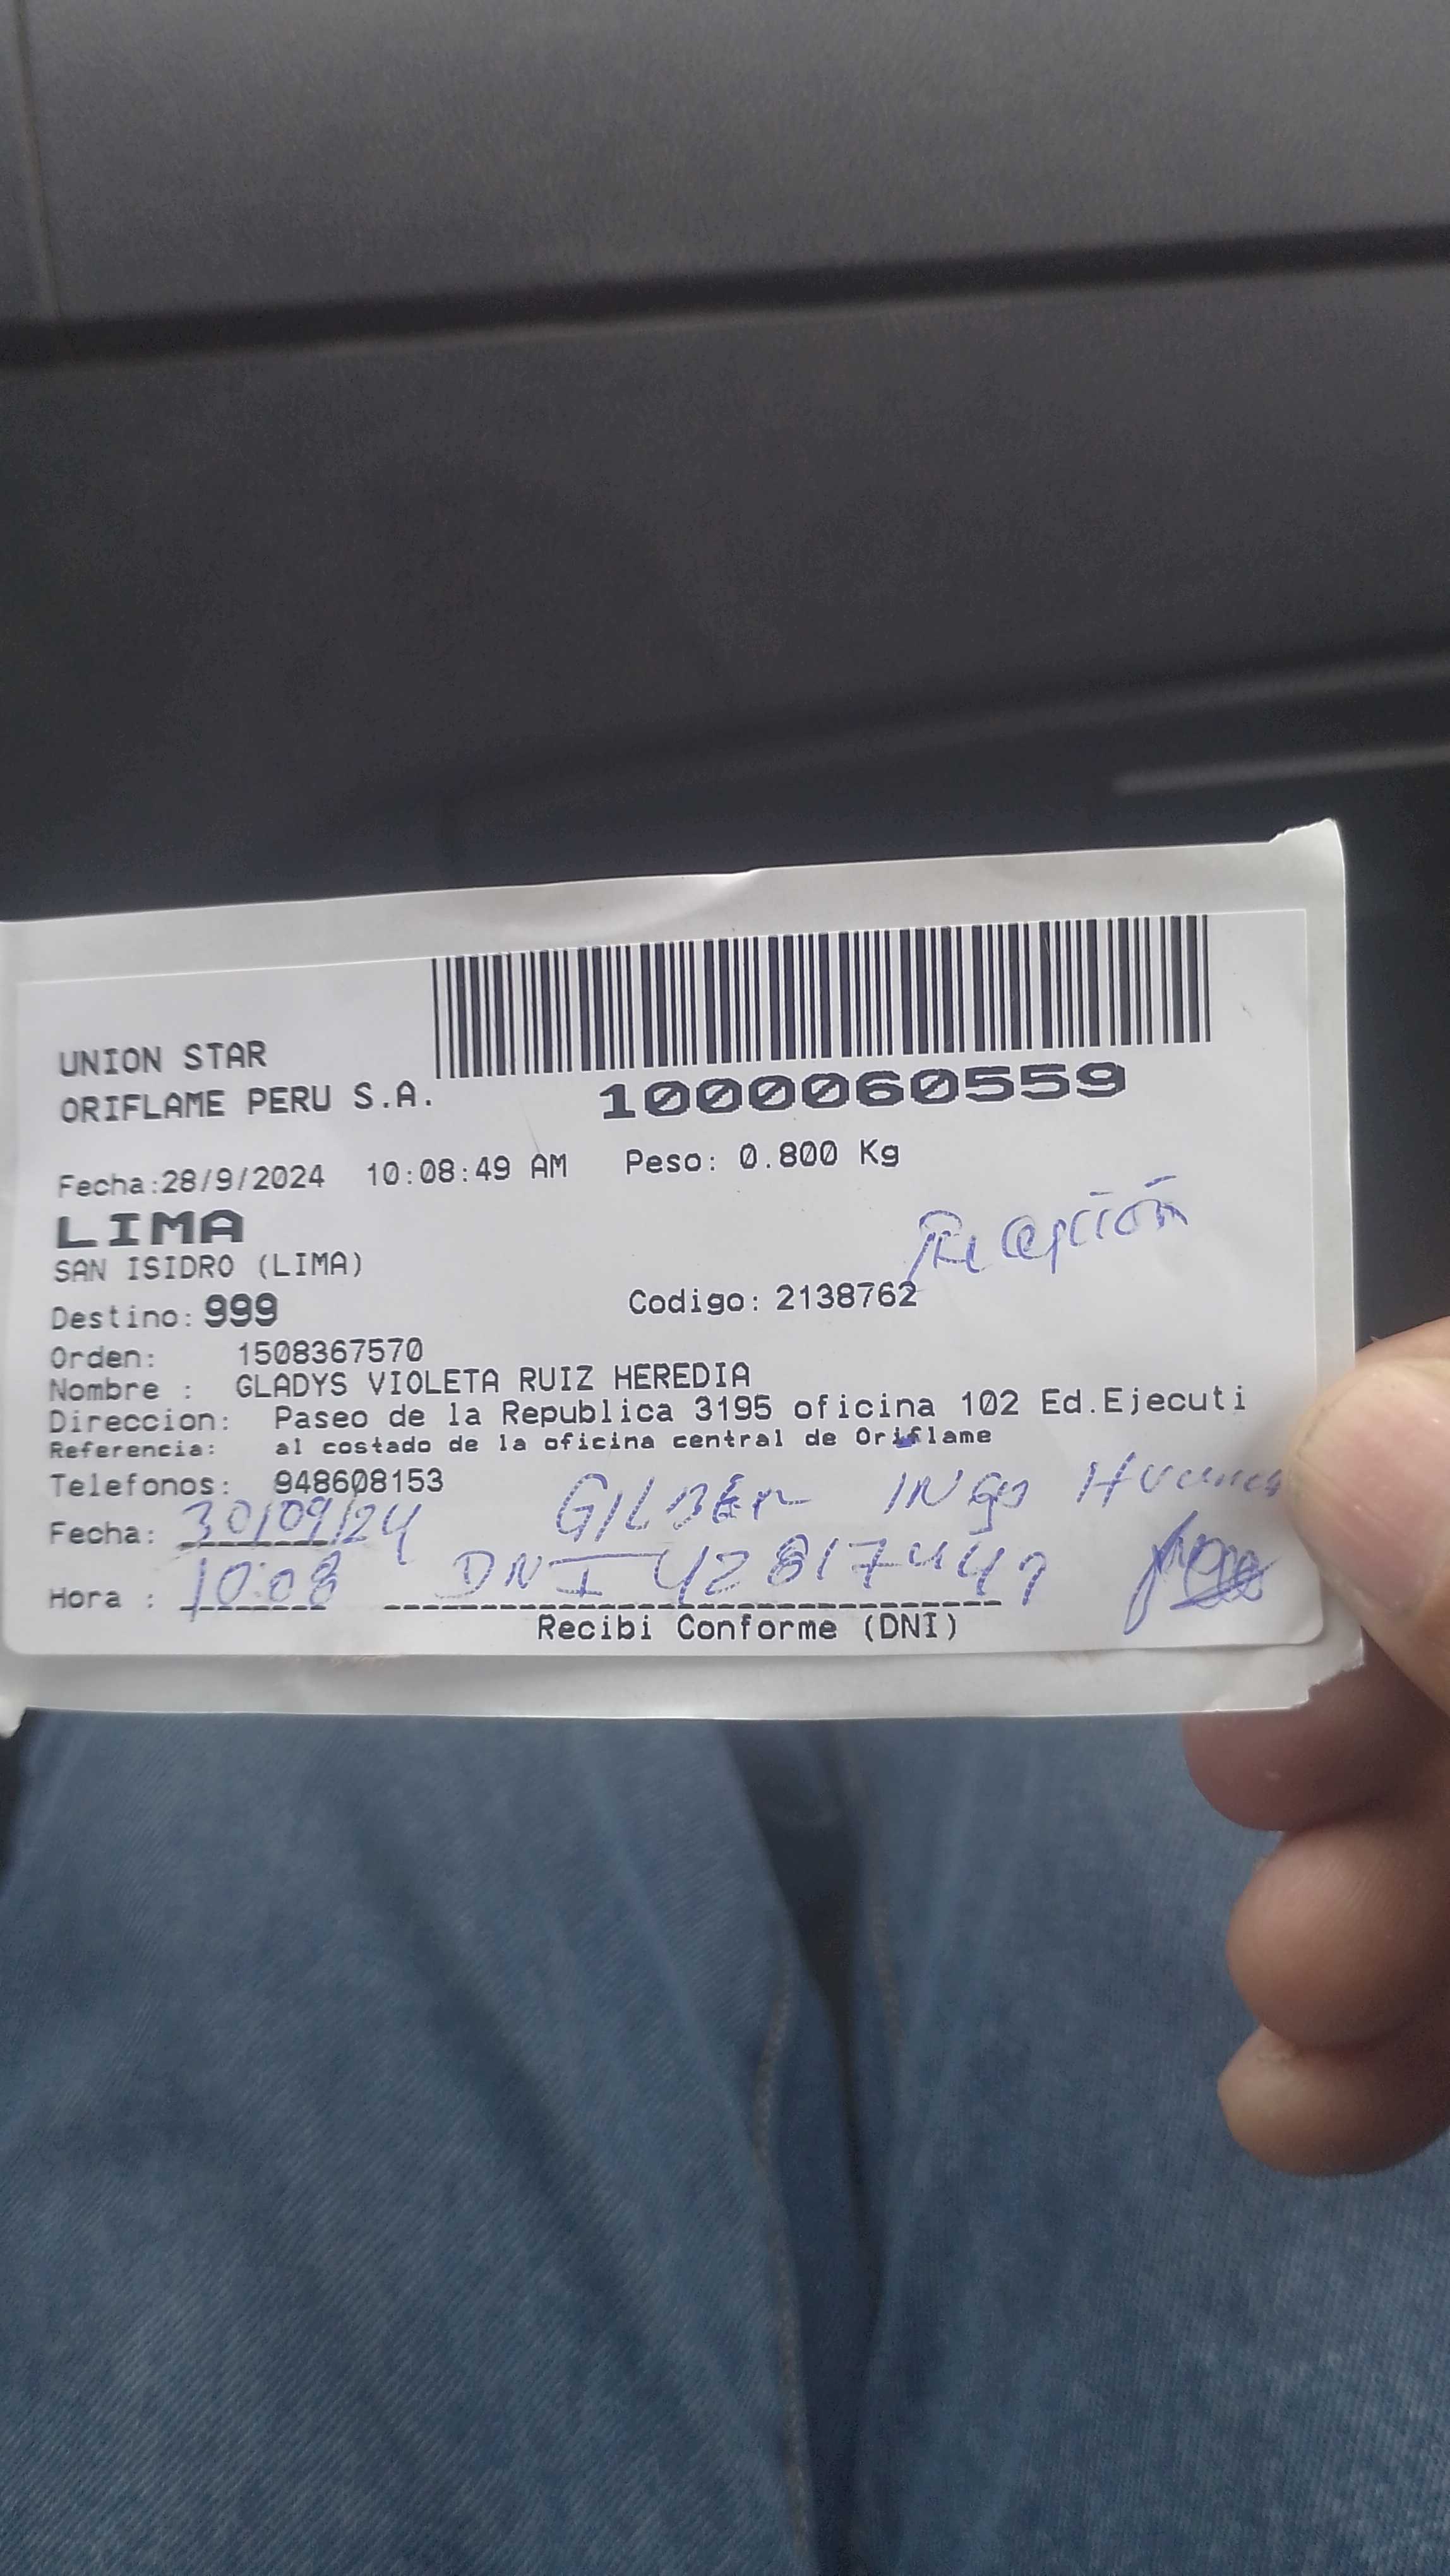 UNION STAR
ORIFLAME PERU S.A.
1000060559
Fecha:28/9/2024 10:08:49 AM Peso: 0.800 Kg
LIMA
Recepción
SAN ISIDRO (LIMA)
Destino: 999 Codigo: 2138762
Orden: 1508367570
Nombre : GLADYS VIOLETA RUIZ HEREDIA
Direccion: Paseo de la Republica 3195 oficina 102 Ed.Ejecuti
Referencia: al costado de la oficina central de Oriflame
Telefonos: 948608153
Fecha: 30/09/24 GILBER
Hora : 10:08 DNI 42817449
Recibi Conforme (DNI)